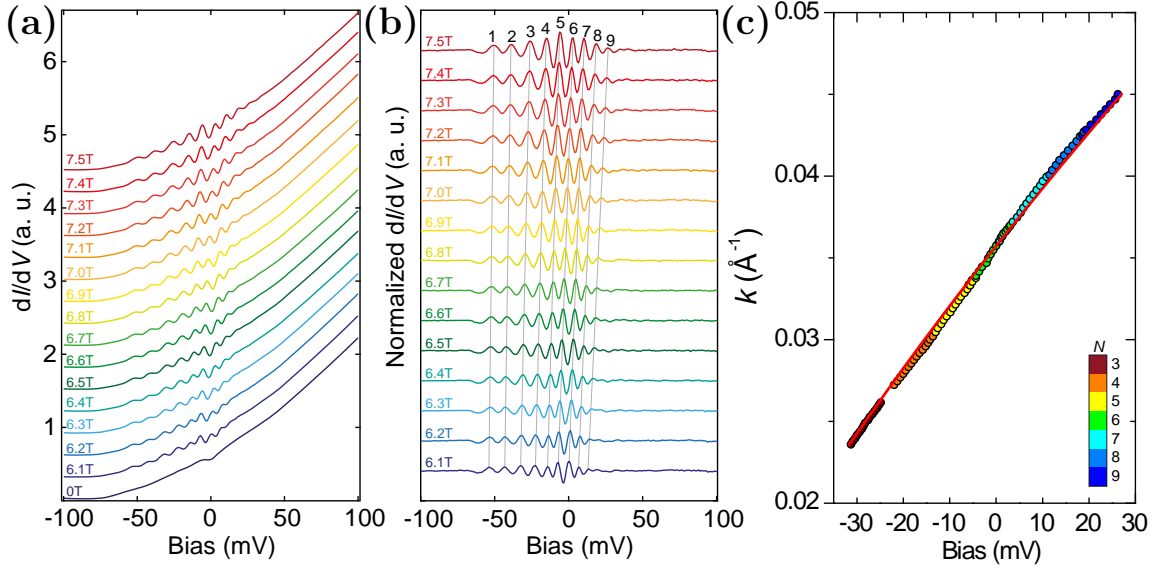 (a)
6
5
4
3
2
1
dI/dV (a. u.)
7.5T
7.4T
7.3T
7.2T
7.1T
7.0T
6.9T
6.8T
6.7T
6.6T
6.5T
6.4T
6.3T
6.2T
6.1T
0T
-100 -50 0 50 100
Bias (mV)
(b)
1 2 3 4 5 6 7 8 9
Normalized dI/dV (a. u.)
7.5T
7.4T
7.3T
7.2T
7.1T
7.0T
6.9T
6.8T
6.7T
6.6T
6.5T
6.4T
6.3T
6.2T
6.1T
-100 -50 0 50 100
Bias (mV)
(c)
0.05
0.04
0.03
0.02
k (Å⁻¹)
N
3
4
5
6
7
8
9
-30 -20 -10 0 10 20 30
Bias (mV)